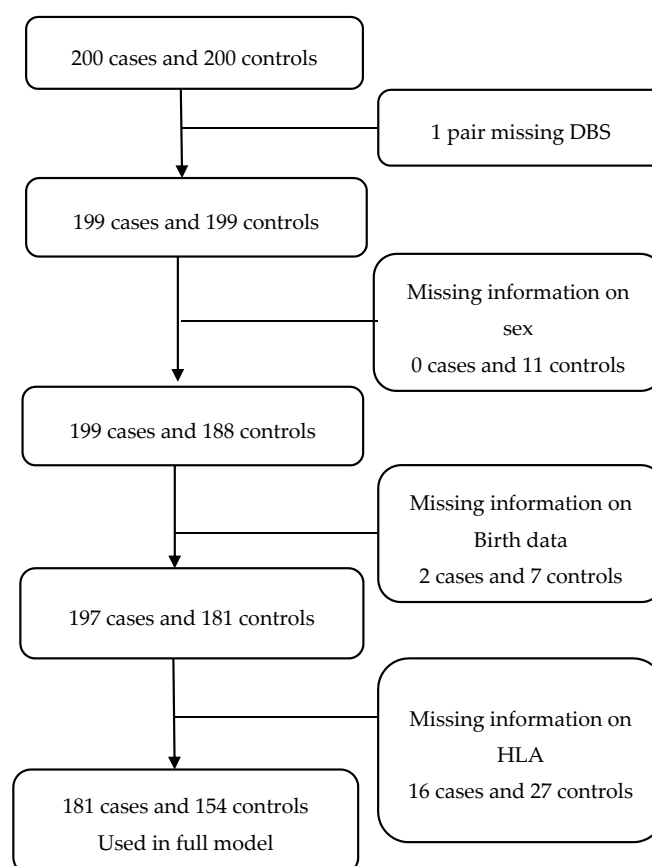 200 cases and 200 controls
1 pair missing DBS
199 cases and 199 controls
Missing information on
sex
0 cases and 11 controls
199 cases and 188 controls
Missing information on
Birth data
2 cases and 7 controls
197 cases and 181 controls
Missing information on
HLA
16 cases and 27 controls
181 cases and 154 controls
Used in full model